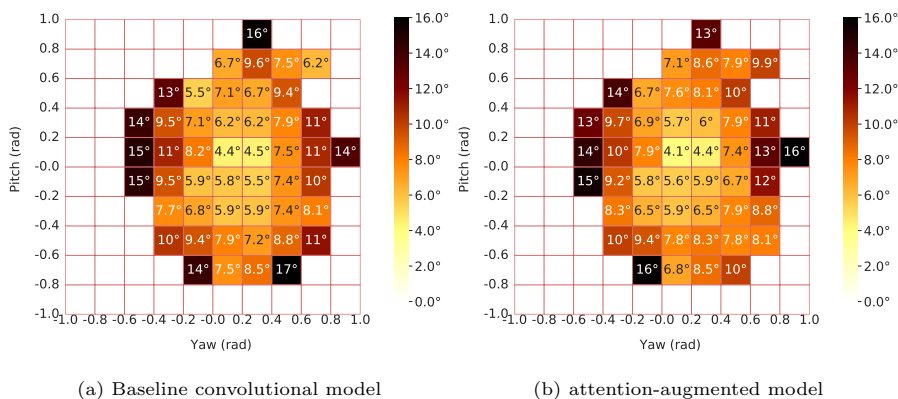 1.0 16° 16.0° 1.0 13° 16.0°
0.8 0.8
6.7° 9.6° 7.5° 6.2° 14.0° 7.1° 8.6° 7.9° 9.9° 14.0°
0.6 0.6
13° 5.5° 7.1° 6.7° 9.4° 12.0° 14° 6.7° 7.6° 8.1° 10° 12.0°
0.4 0.4
14° 9.5° 7.1° 6.2° 6.2° 7.9° 11° 10.0° 13° 9.7° 6.9° 5.7° 6° 7.9° 11° 10.0°
0.2 0.2
15° 11° 8.2° 4.4° 4.5° 7.5° 11° 14° 14° 10° 7.9° 4.1° 4.4° 7.4° 13° 16°
-0.0 8.0° -0.0 8.0°
15° 9.5° 5.9° 5.8° 5.5° 7.4° 10° 15° 9.2° 5.8° 5.6° 5.9° 6.7° 12°
-0.2 6.0° -0.2 6.0°
7.7° 6.8° 5.9° 5.9° 7.4° 8.1° 8.3° 6.5° 5.9° 6.5° 7.9° 8.8°
-0.4 4.0° -0.4 4.0°
10° 9.4° 7.9° 7.2° 8.8° 11° 10° 9.4° 7.8° 8.3° 7.8° 8.1°
-0.6 2.0° -0.6 2.0°
14° 7.5° 8.5° 17° 16° 6.8° 8.5° 10°
-0.8 0.0° -0.8 0.0°
-1.0 -1.0
-1.0 -0.8 -0.6 -0.4 -0.2 -0.0 0.2 0.4 0.6 0.8 1.0 -1.0 -0.8 -0.6 -0.4 -0.2 -0.0 0.2 0.4 0.6 0.8 1.0
Pitch (rad) Pitch (rad)
Yaw (rad) Yaw (rad)
(a) Baseline convolutional model (b) attention-augmented model